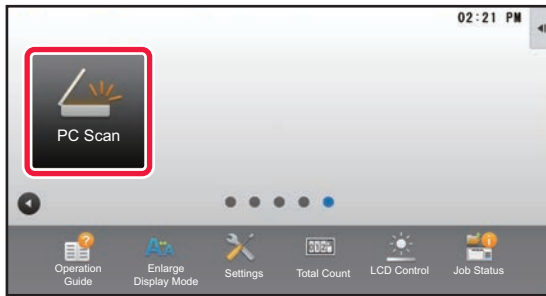 02:21 PM
PC Scan
Operation
Guide
Enlarge
Display Mode
Settings
Total Count
LCD Control
Job Status